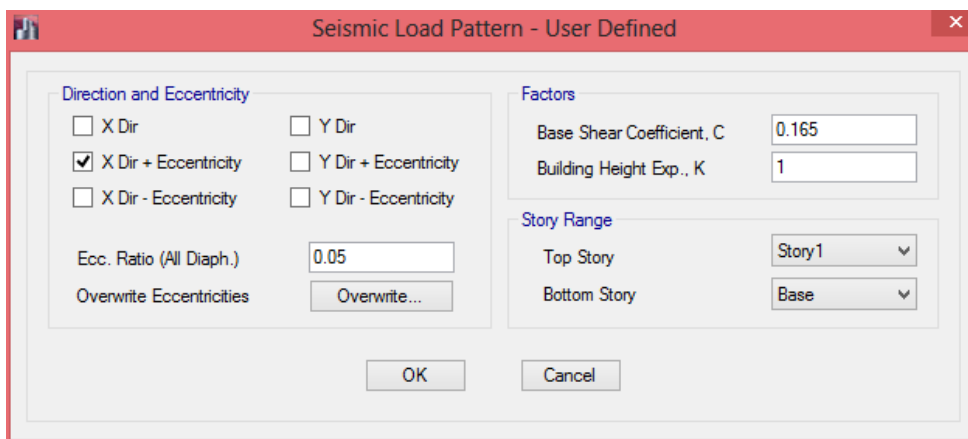 Seismic Load Pattern - User Defined
Direction and Eccentricity
X Dir
Y Dir
X Dir + Eccentricity
Y Dir + Eccentricity
X Dir - Eccentricity
Y Dir - Eccentricity
Ecc. Ratio (All Diaph.)
0.05
Overwrite Eccentricities
Overwrite...
Factors
Base Shear Coefficient, C
0.165
Building Height Exp., K
1
Story Range
Top Story
Story1
Bottom Story
Base
OK
Cancel